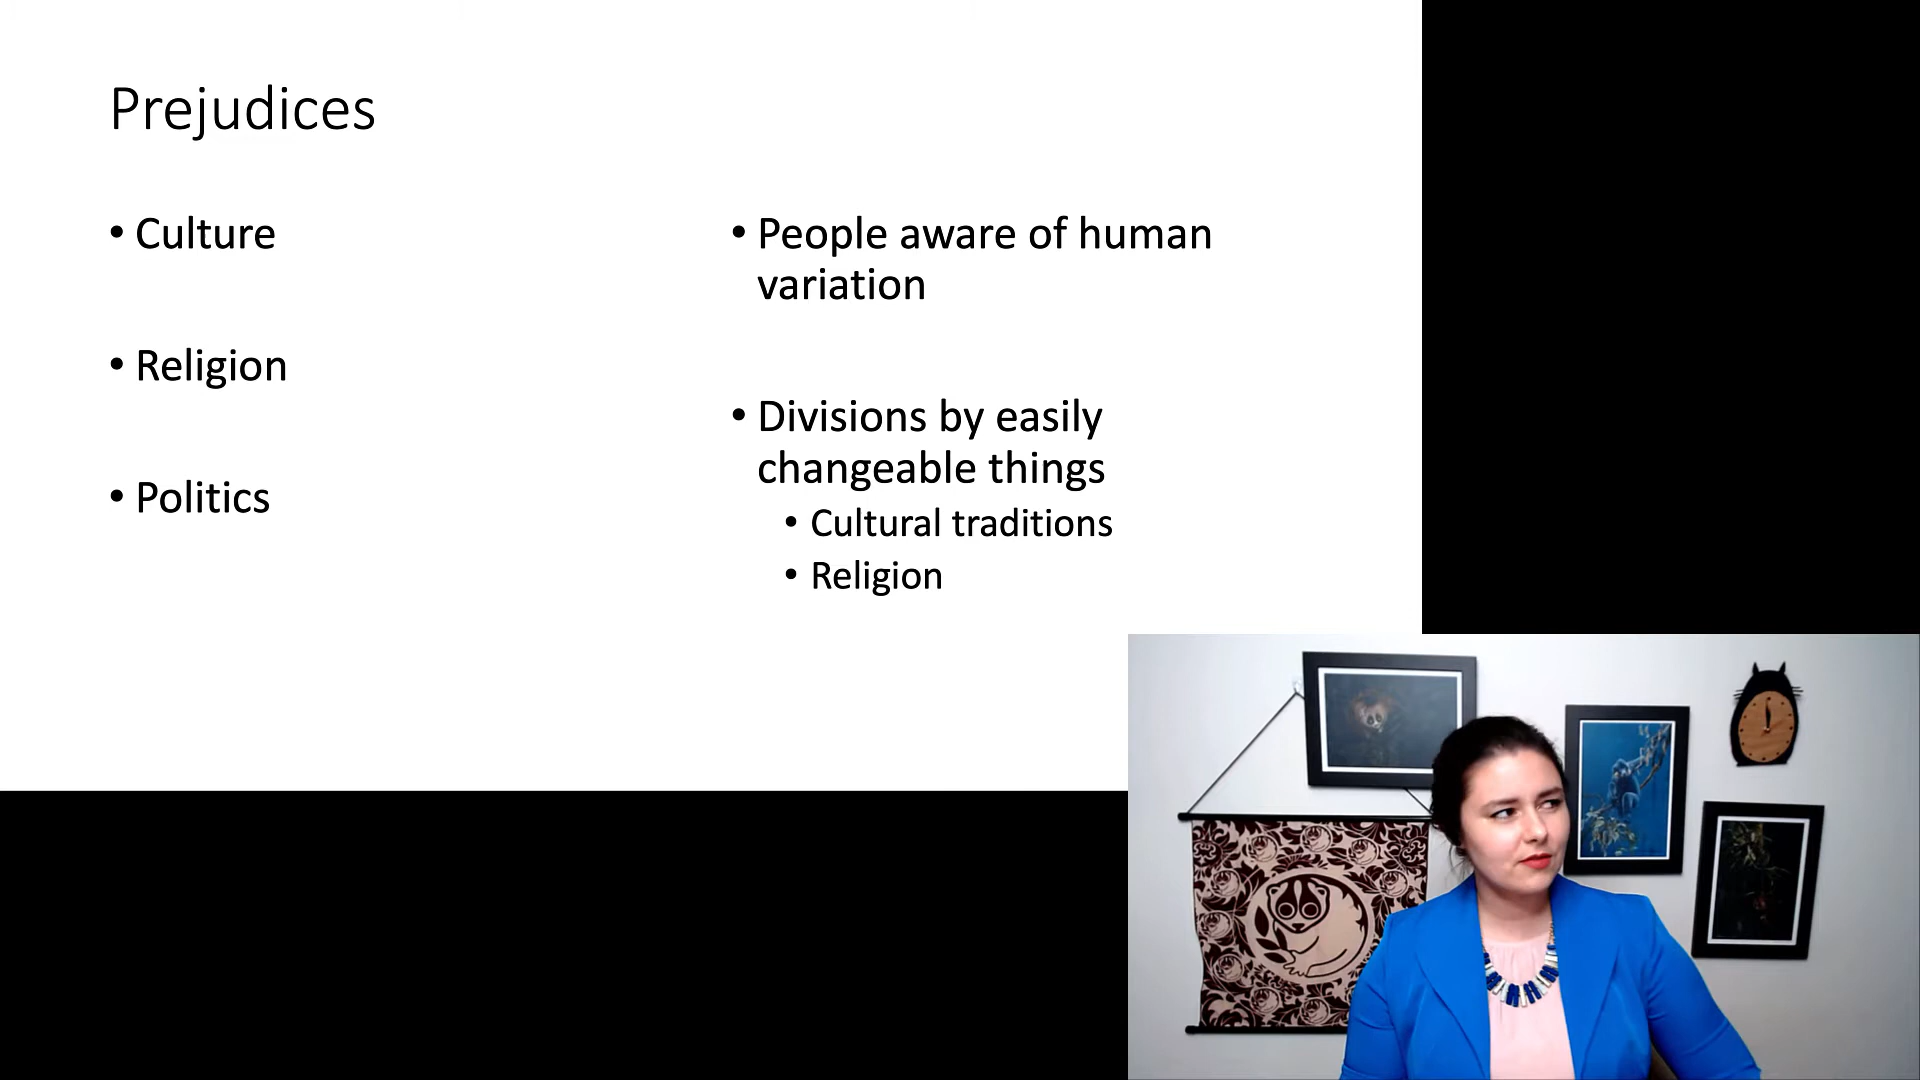 Prejudices
• Culture
• Religion
• Politics
• People aware of human
variation
• Divisions by easily
changeable things
• Cultural traditions
• Religion